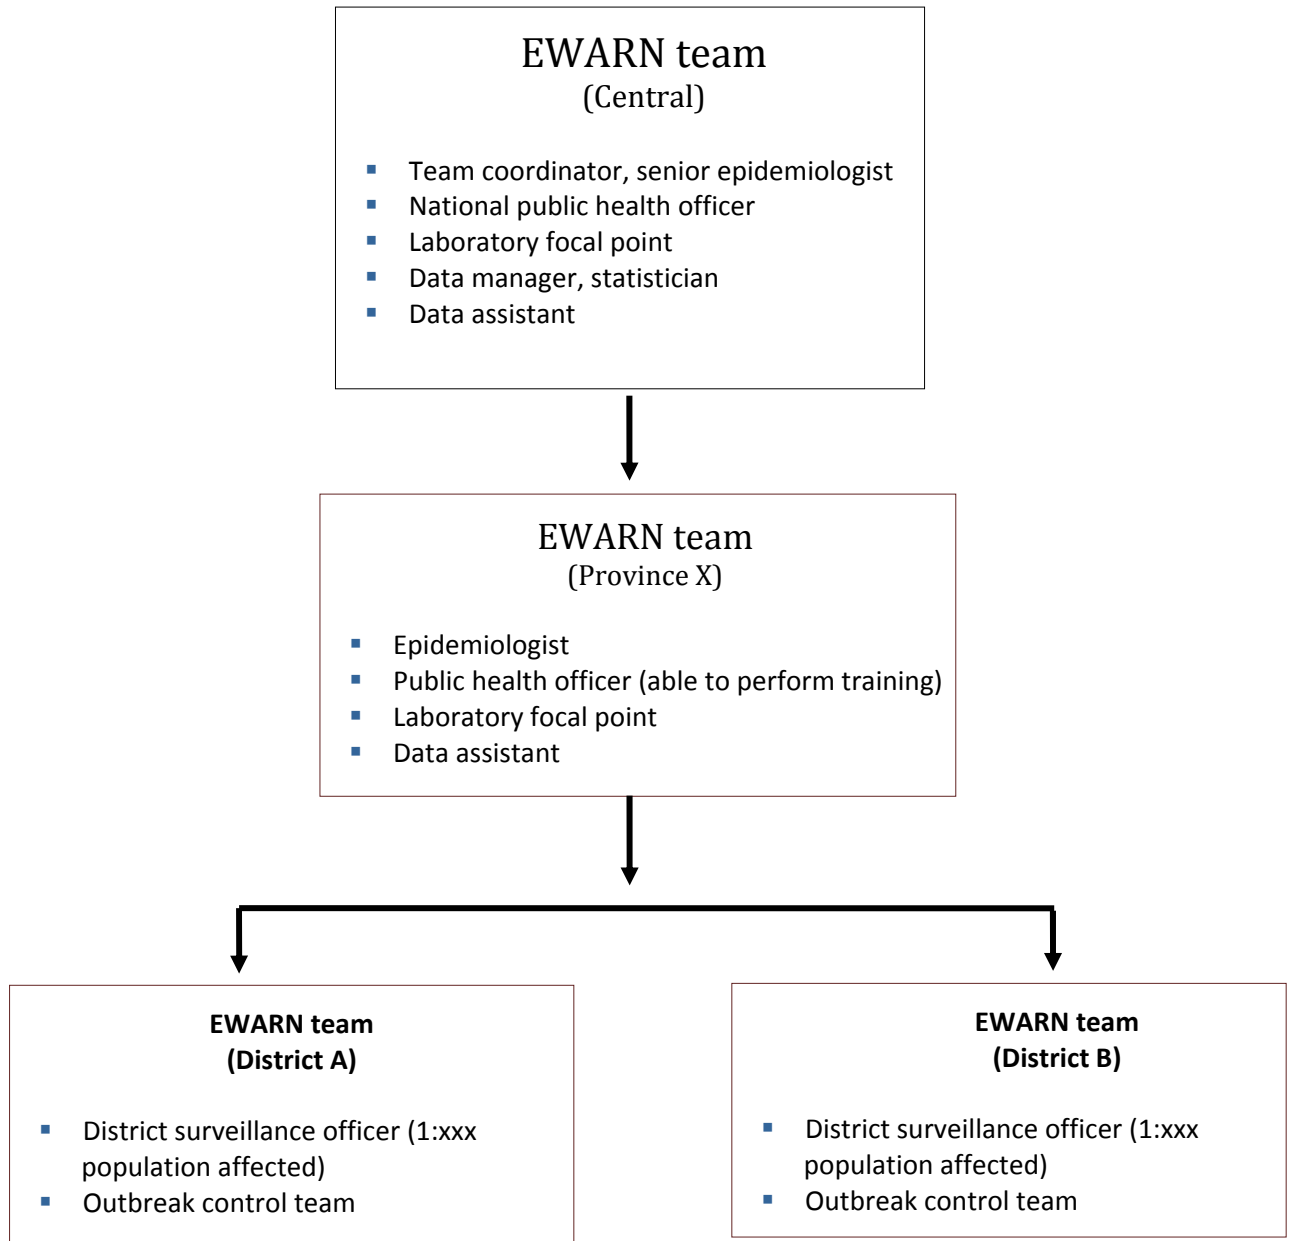 EWARN team
(Central)
▪ Team coordinator, senior epidemiologist
▪ National public health officer
▪ Laboratory focal point
▪ Data manager, statistician
▪ Data assistant
EWARN team
(Province X)
▪ Epidemiologist
▪ Public health officer (able to perform training)
▪ Laboratory focal point
▪ Data assistant
EWARN team
(District A)
▪ District surveillance officer (1:xxx
population affected)
▪ Outbreak control team
EWARN team
(District B)
▪ District surveillance officer (1:xxx
population affected)
▪ Outbreak control team